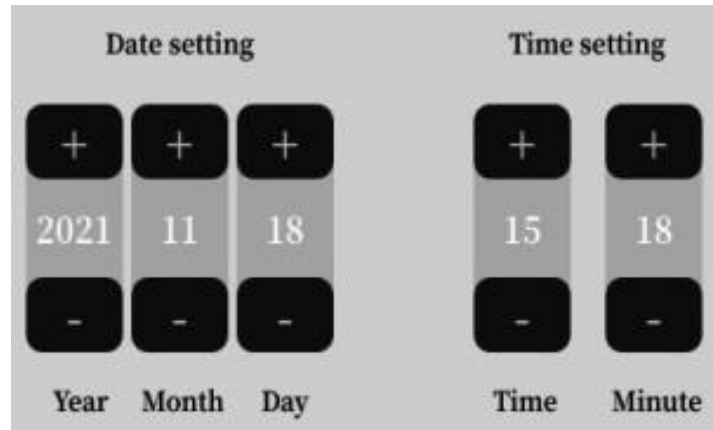 Date setting Time setting
+ + + + +
2021 11 18 15 18
- - - - -
Year Month Day Time Minute